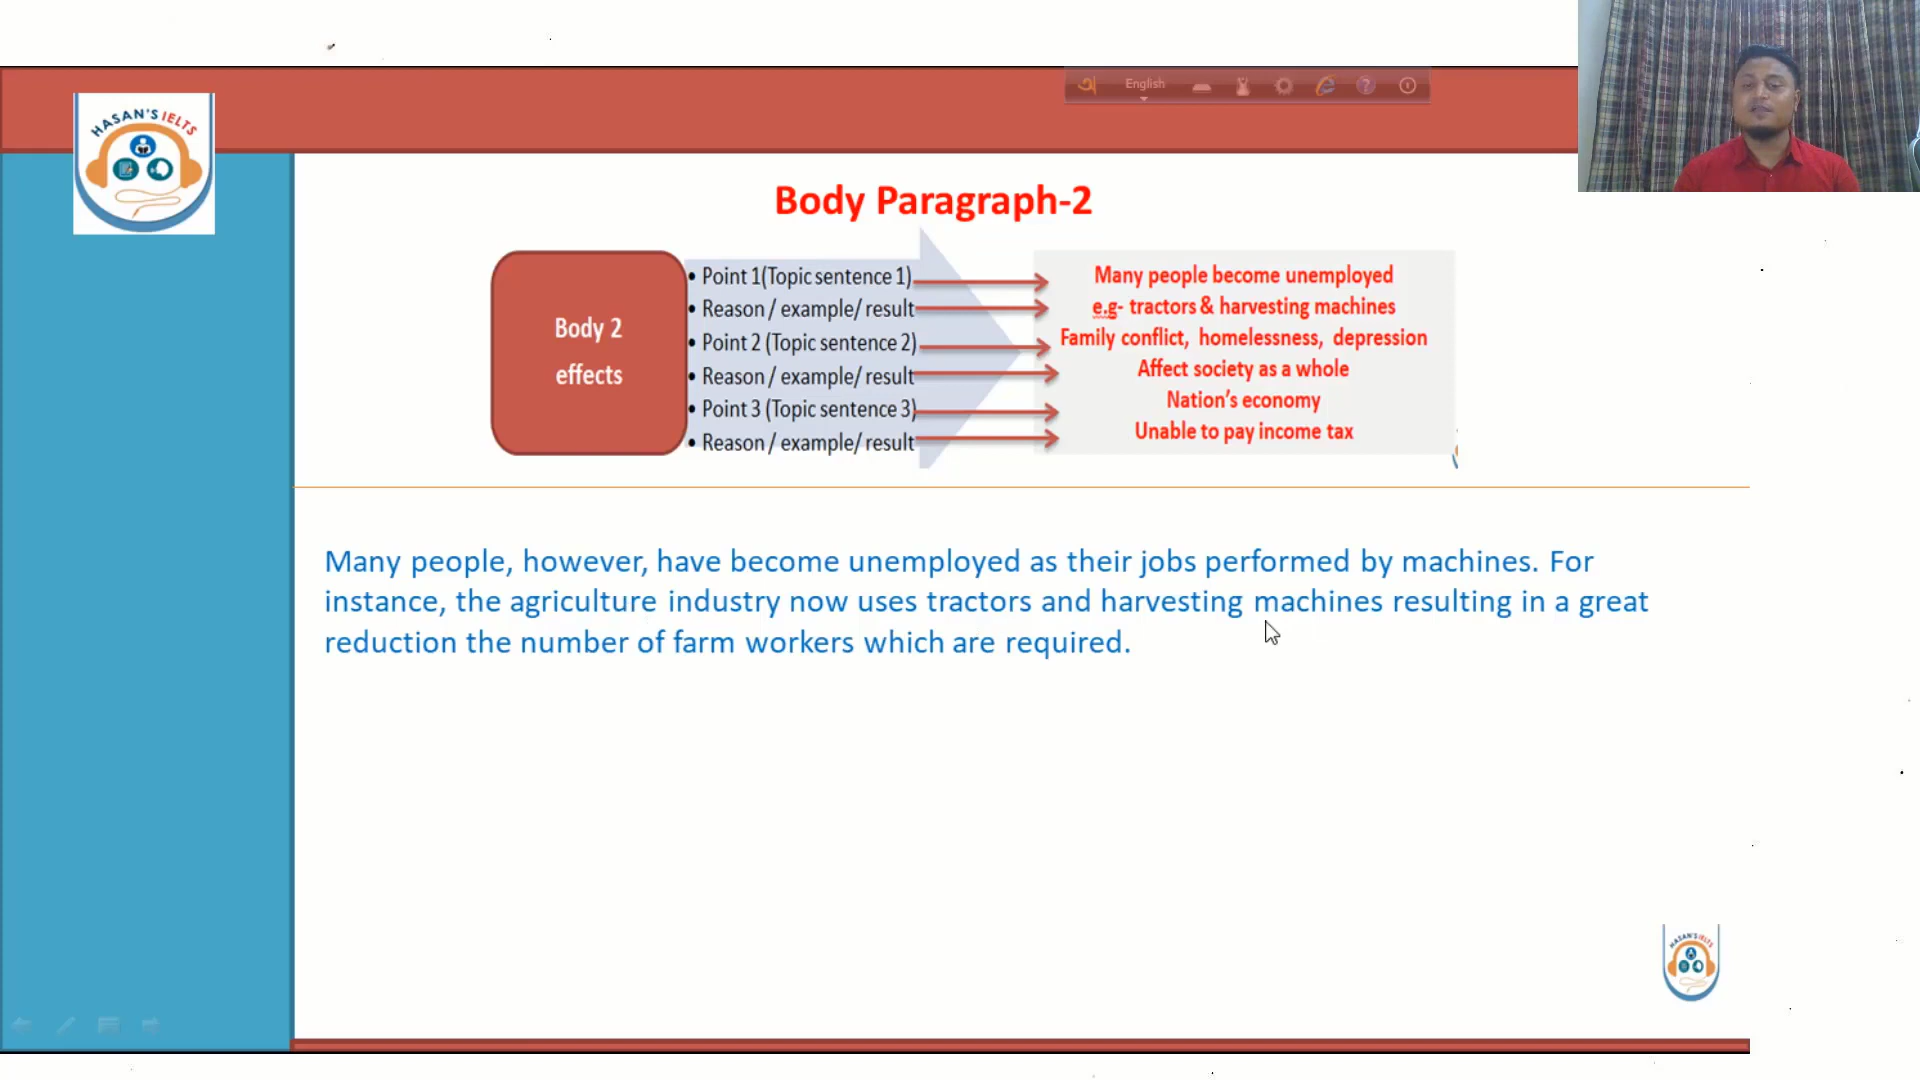 English
HASAN'S IELTS
Body Paragraph-2
Body 2
effects
• Point 1(Topic sentence 1)
• Reason / example/ result
• Point 2 (Topic sentence 2)
• Reason / example/ result
• Point 3 (Topic sentence 3)
• Reason / example/ result
Many people become unemployed
e.g- tractors & harvesting machines
Family conflict, homelessness, depression
Affect society as a whole
Nation's economy
Unable to pay income tax
Many people, however, have become unemployed as their jobs performed by machines. For
instance, the agriculture industry now uses tractors and harvesting machines resulting in a great
reduction the number of farm workers which are required.
HASAN'S IELTS